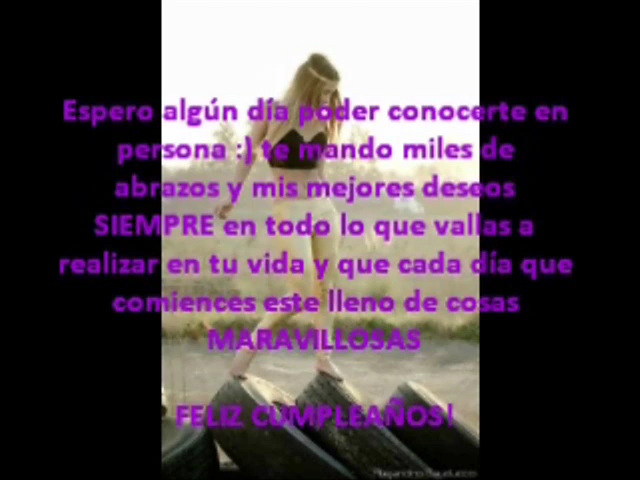 Espero algún día poder conocerte en
persona :) te mando miles de
abrazos y mis mejores deseos
SIEMPRE en todo lo que vallas a
realizar en tu vida y que cada día que
comiences este lleno de cosas
MARAVILLOSAS
FELIZ CUMPLEAÑOS!